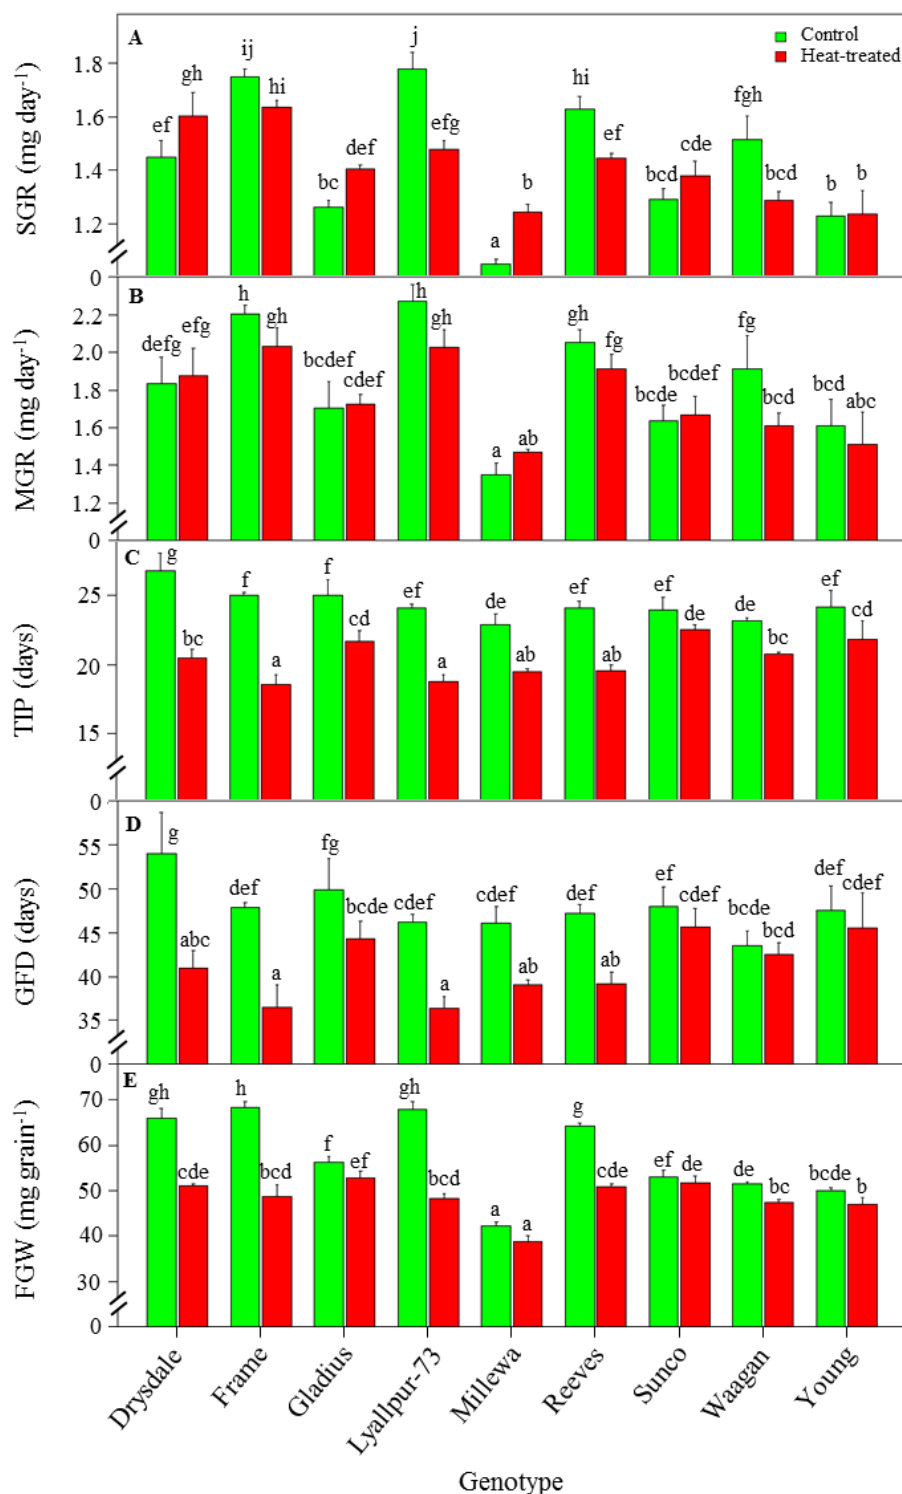 A
Control
Heat-treated
SGR (mg day-1)
1.8
1.6
1.4
1.2
0
ef gh ij hi bc def j efg a b hi ef bcd cde fgh bcd b b
B
MGR (mg day-1)
2.2
2.0
1.8
1.6
1.4
1.2
0
defg efg h gh bcdef cdef h gh a ab gh fg bcde bcdef fg bcd bcd abc
C
TIP (days)
25
20
15
0
g bc f a f cd ef a de ab ef ab ef de de bc ef cd
D
GFD (days)
55
50
45
40
35
0
g abc def a fg bcde cdef a cdef ab def ab ef cdef bcde bcd def cdef
E
FGW (mg grain-1)
70
60
50
40
30
0
gh cde h bcd f ef gh bcd a a g cde ef de de bc bcde b
Drysdale
Frame
Gladius
Lyallpur-73
Millewa
Reeves
Sunco
Waagan
Young
Genotype